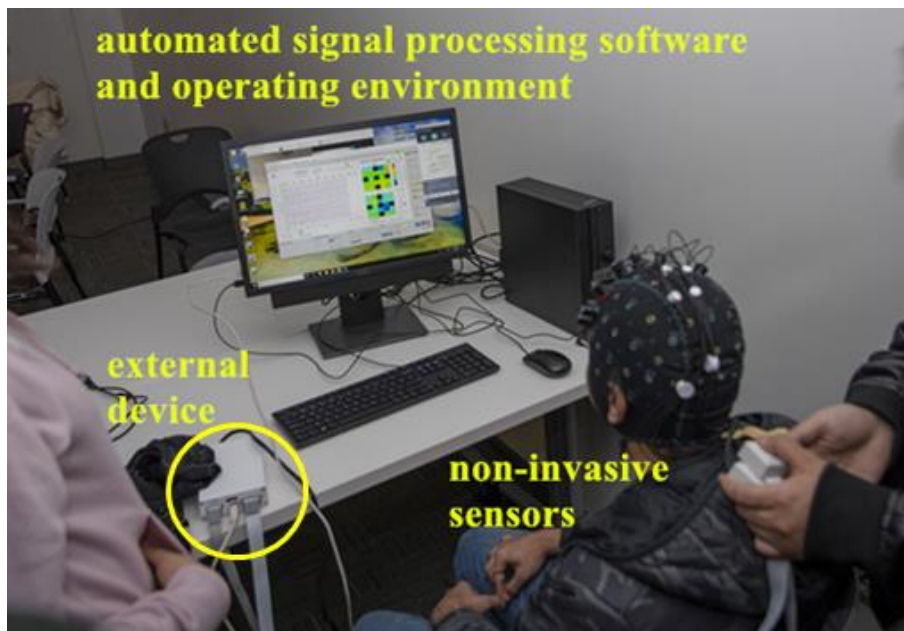 automated signal processing software
and operating environment
external
device
non-invasive
sensors